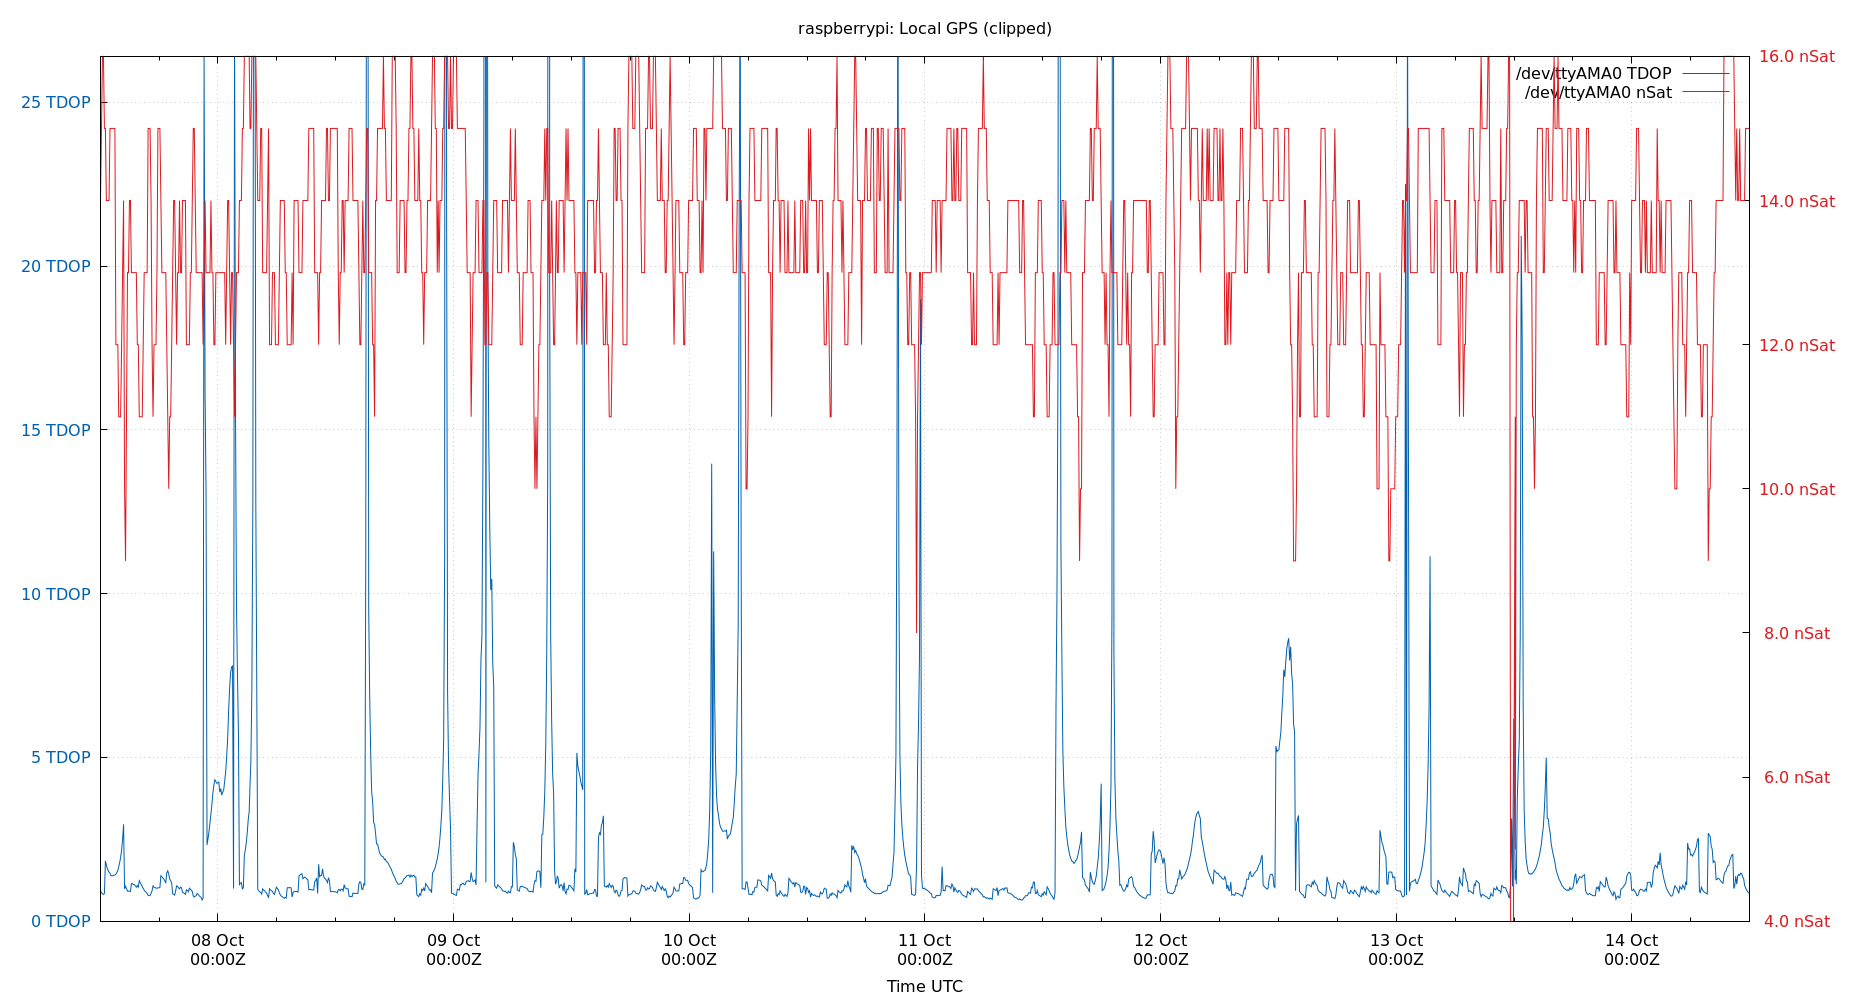 raspberrypi: Local GPS (clipped)
/dev/ttyAMA0 TDOP
/dev/ttyAMA0 nSat
25 TDOP
20 TDOP
15 TDOP
10 TDOP
5 TDOP
0 TDOP
16.0 nSat
14.0 nSat
12.0 nSat
10.0 nSat
8.0 nSat
6.0 nSat
4.0 nSat
08 Oct
00:00Z
09 Oct
00:00Z
10 Oct
00:00Z
11 Oct
00:00Z
12 Oct
00:00Z
13 Oct
00:00Z
14 Oct
00:00Z
Time UTC